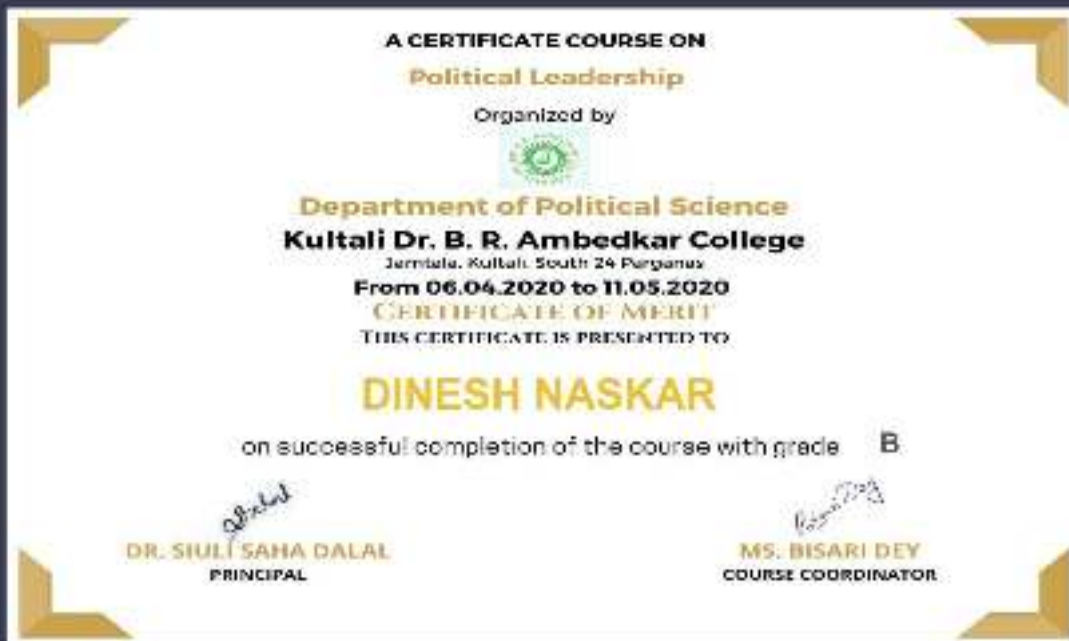 A CERTIFICATE COURSE ON
Political Leadership
Organized by
Department of Political Science
Kultali Dr. B. R. Ambedkar College
Jamtala, Kultali, South 24 Parganas
From 06.04.2020 to 11.05.2020
CERTIFICATE OF MERIT
THIS CERTIFICATE IS PRESENTED TO
DINESH NASKAR
on successful completion of the course with grade B
DR. SIULI SAHA DALAL
PRINCIPAL
MS. BISARI DEY
COURSE COORDINATOR